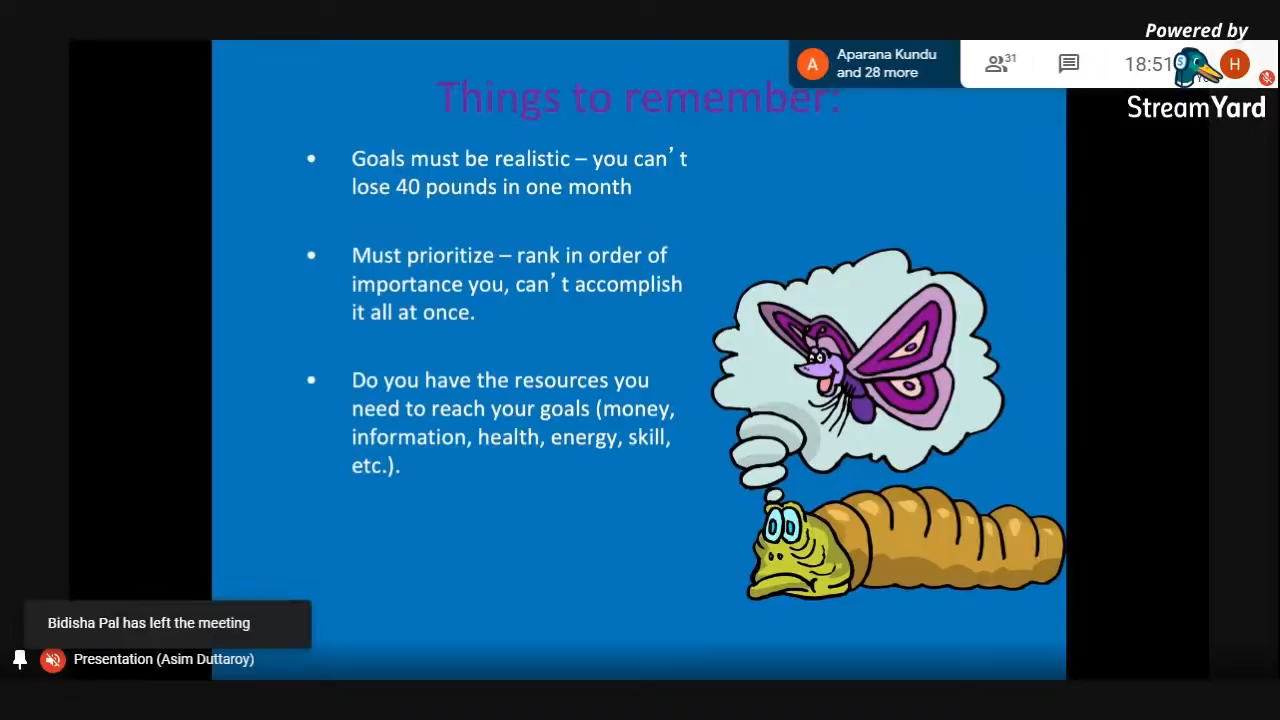 Powered by
StreamYard
Aparana Kundu
and 28 more
A
31
18:51
H
Things to remember:
• Goals must be realistic – you can’t
lose 40 pounds in one month
• Must prioritize – rank in order of
importance you, can’t accomplish
it all at once.
• Do you have the resources you
need to reach your goals (money,
information, health, energy, skill,
etc.).
Bidisha Pal has left the meeting
Presentation (Asim Duttaroy)